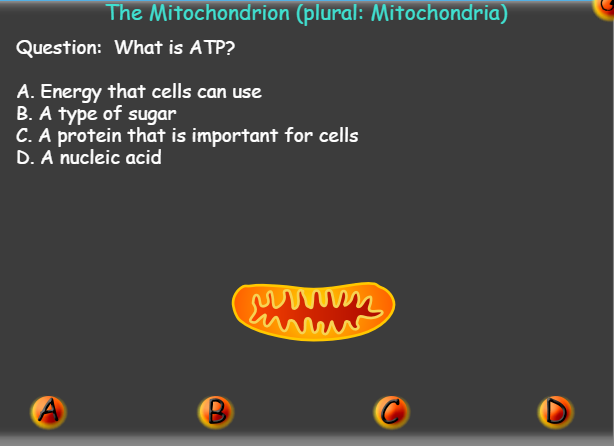 The Mitochondrion (plural: Mitochondria)
Question: What is ATP?
A. Energy that cells can use
B. A type of sugar
C. A protein that is important for cells
D. A nucleic acid
A B C D